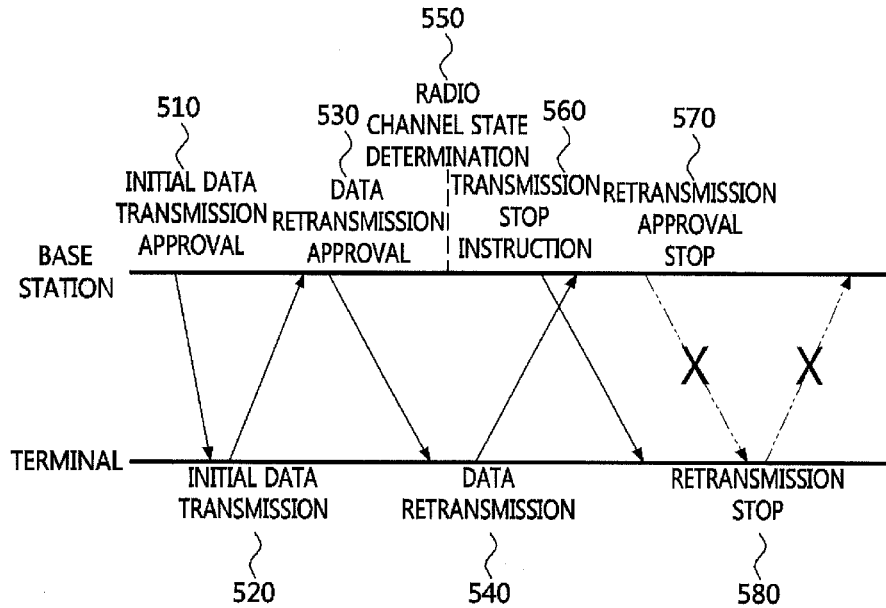 550
RADIO
CHANNEL STATE
DETERMINATION
510
INITIAL DATA
TRANSMISSION
APPROVAL
530
DATA
RETRANSMISSION
APPROVAL
560
TRANSMISSION
STOP
INSTRUCTION
570
RETRANSMISSION
APPROVAL
STOP
BASE
STATION
X
X
TERMINAL
INITIAL DATA
TRANSMISSION
520
DATA
RETRANSMISSION
540
RETRANSMISSION
STOP
580